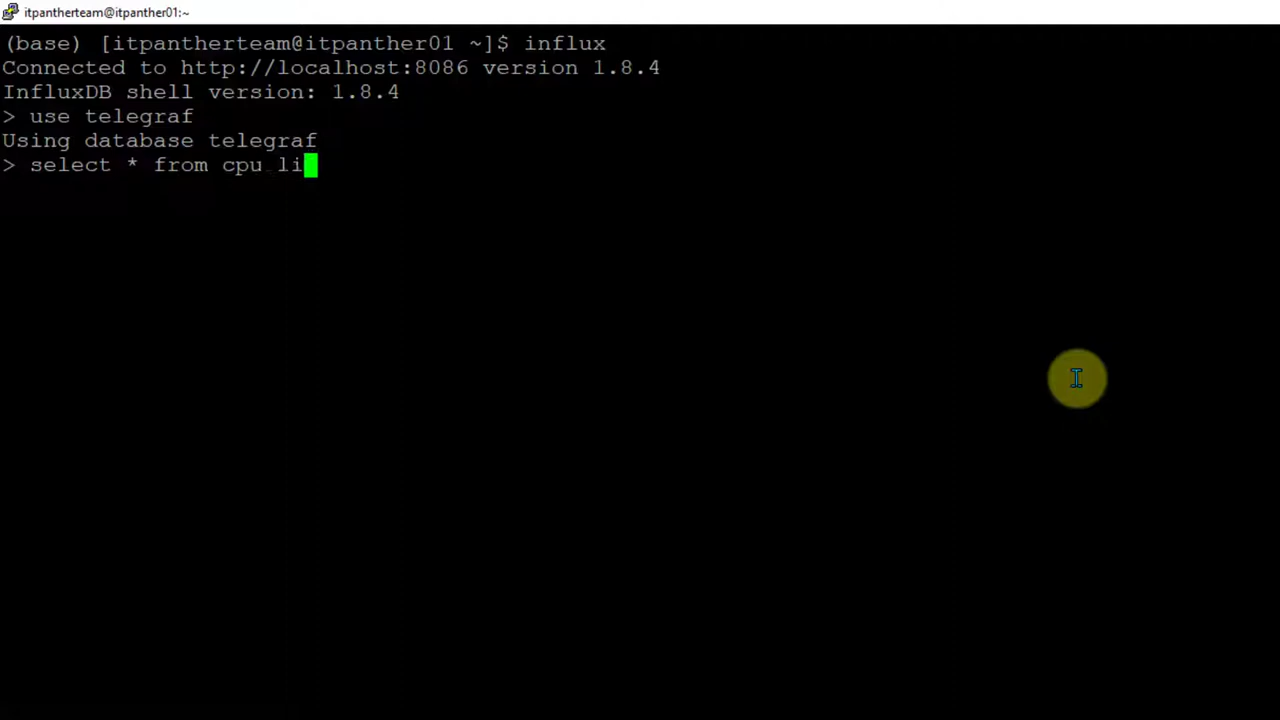 itpantherteam@itpanther01:~
(base) [itpantherteam@itpanther01 ~]$ influx
Connected to http://localhost:8086 version 1.8.4
InfluxDB shell version: 1.8.4
> use telegraf
Using database telegraf
> select * from cpu li